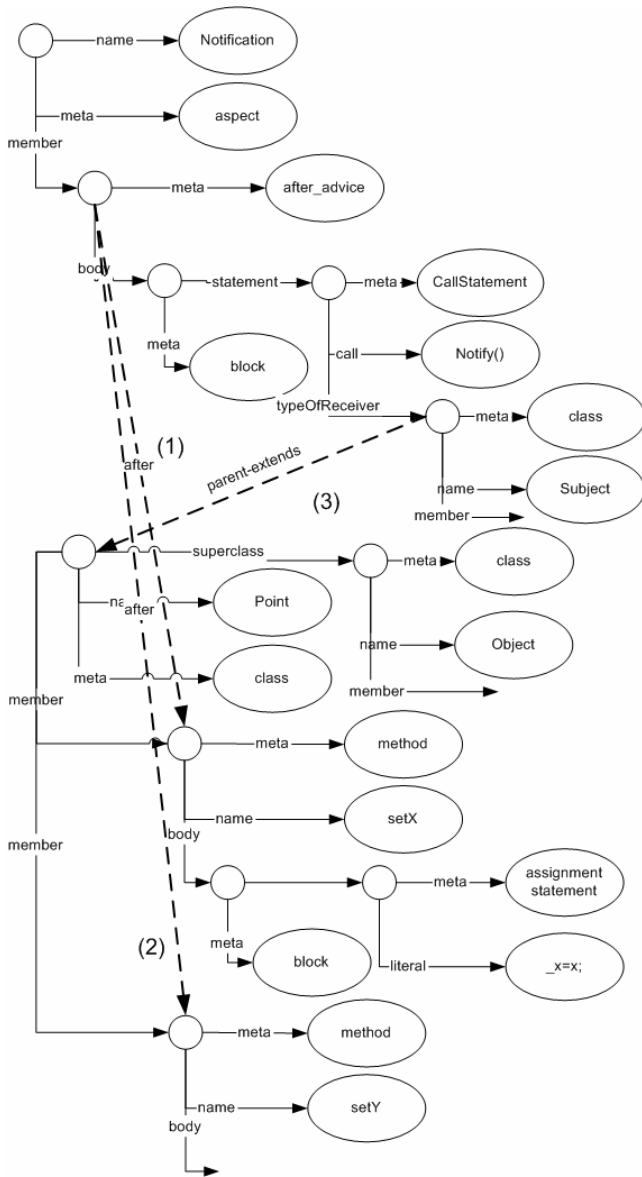 name
Notification
meta
aspect
member
meta
after_advice
body
statement
meta
CallStatement
meta
block
call
Notify()
typeOfReceiver
meta
class
(1)
after
parent-extends
name
Subject
(3)
member
superclass
meta
class
after
Point
name
Object
meta
class
member
member
meta
method
name
setX
body
member
meta
assignment
statement
meta
block
literal
_x=x;
(2)
meta
method
name
setY
body